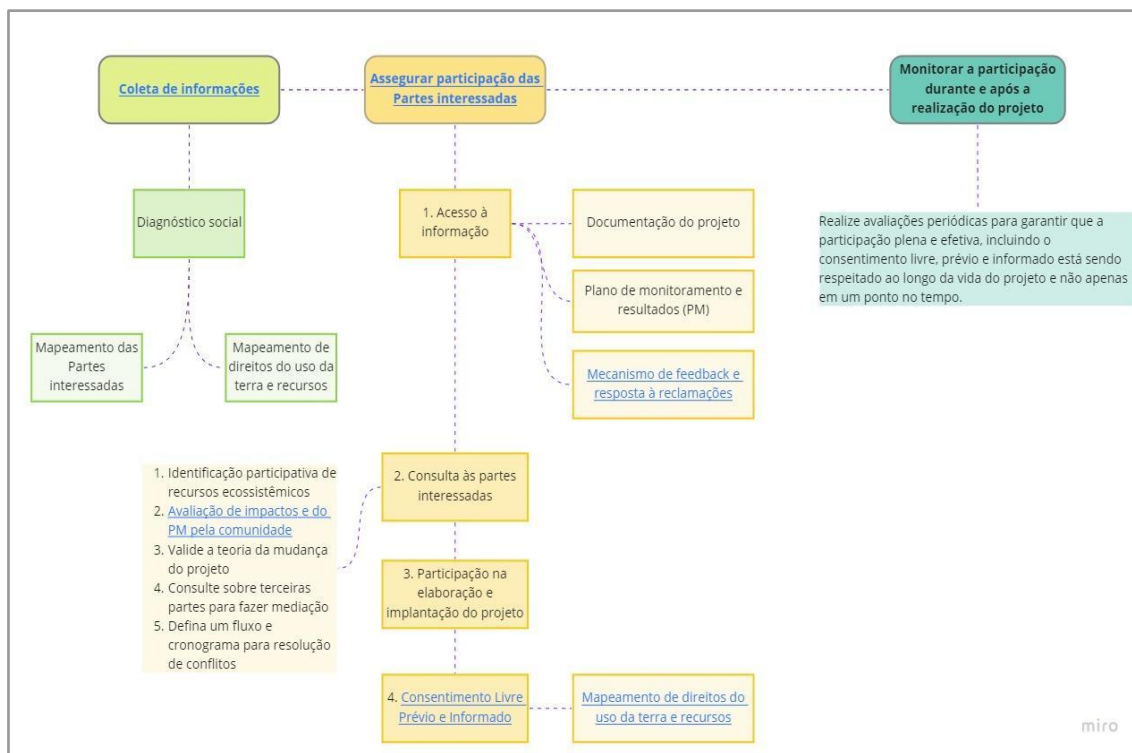 Coleta de informações
Assegurar participação das
Partes interessadas
Monitorar a participação
durante e após a
realização do projeto
Diagnóstico social
Mapeamento das
Partes
interessadas
Mapeamento de
direitos do uso da
terra e recursos
1. Acesso à
informação
Documentação do projeto
Plano de monitoramento e
resultados (PM)
Mecanismo de feedback e
resposta à reclamações
Realize avaliações periódicas para garantir que a
participação plena e efetiva, incluindo o
consentimento livre, prévio e informado está sendo
respeitado ao longo da vida do projeto e não apenas
em um ponto no tempo.
2. Consulta às partes
interessadas
1. Identificação participativa de
recursos ecossistêmicos
2. Avaliação de impactos e do
PM pela comunidade
3. Valide a teoria da mudança
do projeto
4. Consulte sobre terceiras
partes para fazer mediação
5. Defina um fluxo e
cronograma para resolução
de conflitos
3. Participação na
elaboração e
implantação do projeto
4. Consentimento Livre
Prévio e Informado
Mapeamento de direitos do
uso da terra e recursos
miro